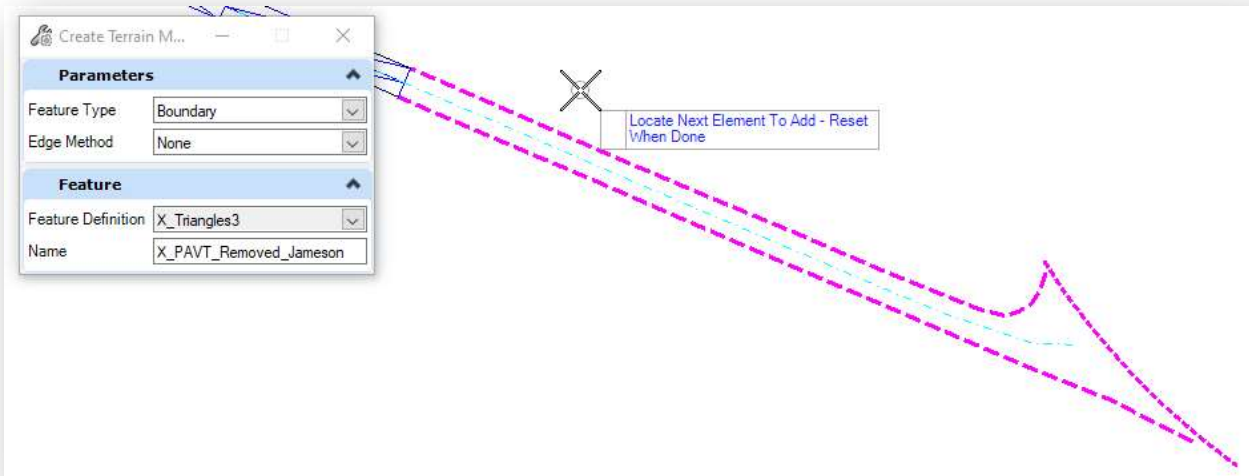 Create Terrain M...
Parameters
Feature Type Boundary
Edge Method None
Feature
Feature Definition X_Triangles3
Name X_PAVT_Removed_Jameson
Locate Next Element To Add - Reset
When Done